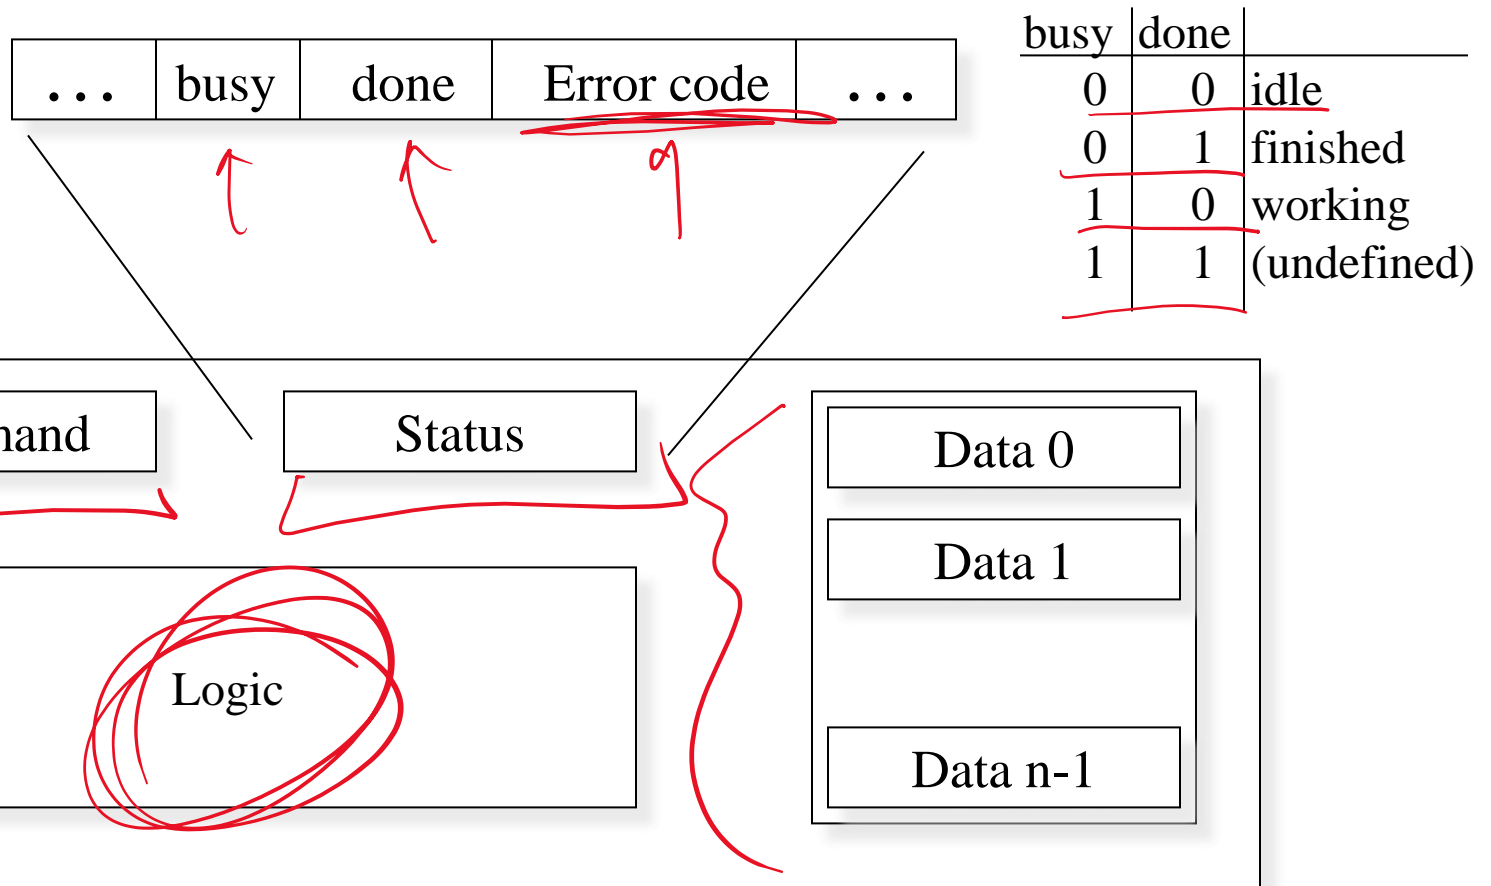 ... busy done Error code ...
busy done
0 0 idle
0 1 finished
1 0 working
1 1 (undefined)
mand Status
Data 0
Data 1
Logic
Data n-1